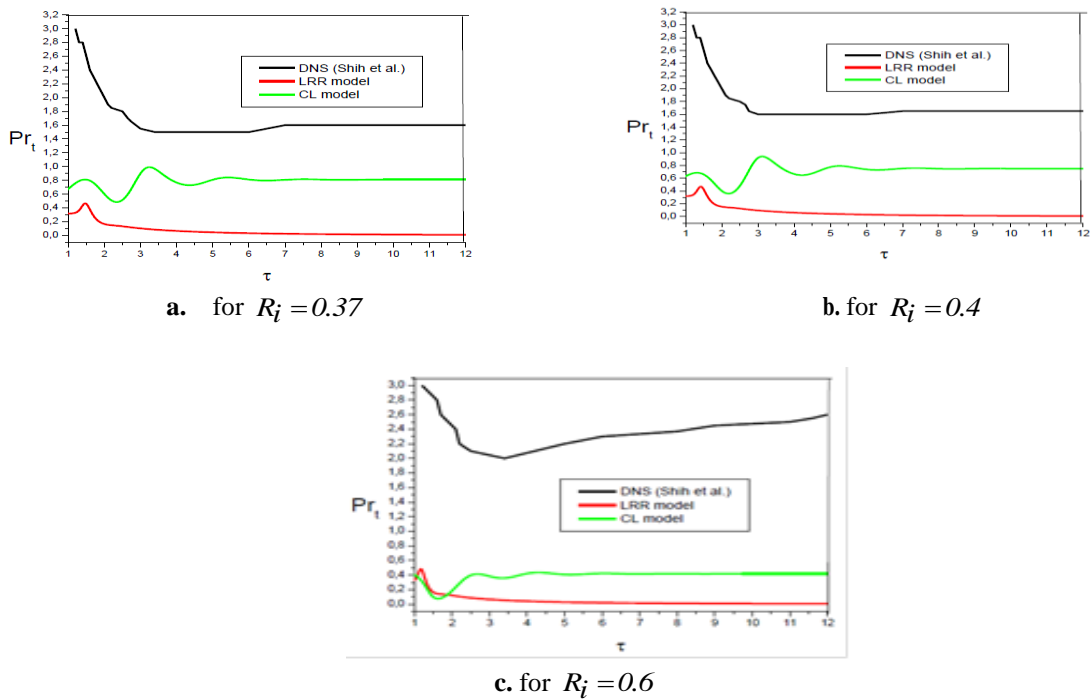 3,2
3,0
2,8
2,6
2,4
2,2
2,0
1,8
1,6
1,4
1,2
1,0
0,8
0,6
0,4
0,2
0,0
Pr_t
DNS (Shih et al.)
LRR model
CL model
1 2 3 4 5 6 7 8 9 10 11 12
τ
a. for R_i = 0.37
3,2
3,0
2,8
2,6
2,4
2,2
2,0
1,8
1,6
1,4
1,2
1,0
0,8
0,6
0,4
0,2
0,0
Pr_t
DNS (Shih et al.)
LRR model
CL model
1 2 3 4 5 6 7 8 9 10 11 12
τ
b. for R_i = 0.4
3,0
2,8
2,6
2,4
2,2
2,0
1,8
1,6
1,4
1,2
1,0
0,8
0,6
0,4
0,2
0,0
Pr_t
DNS (Shih et al.)
LRR model
CL model
1 2 3 4 5 6 7 8 9 10 11 12
τ
c. for R_i = 0.6